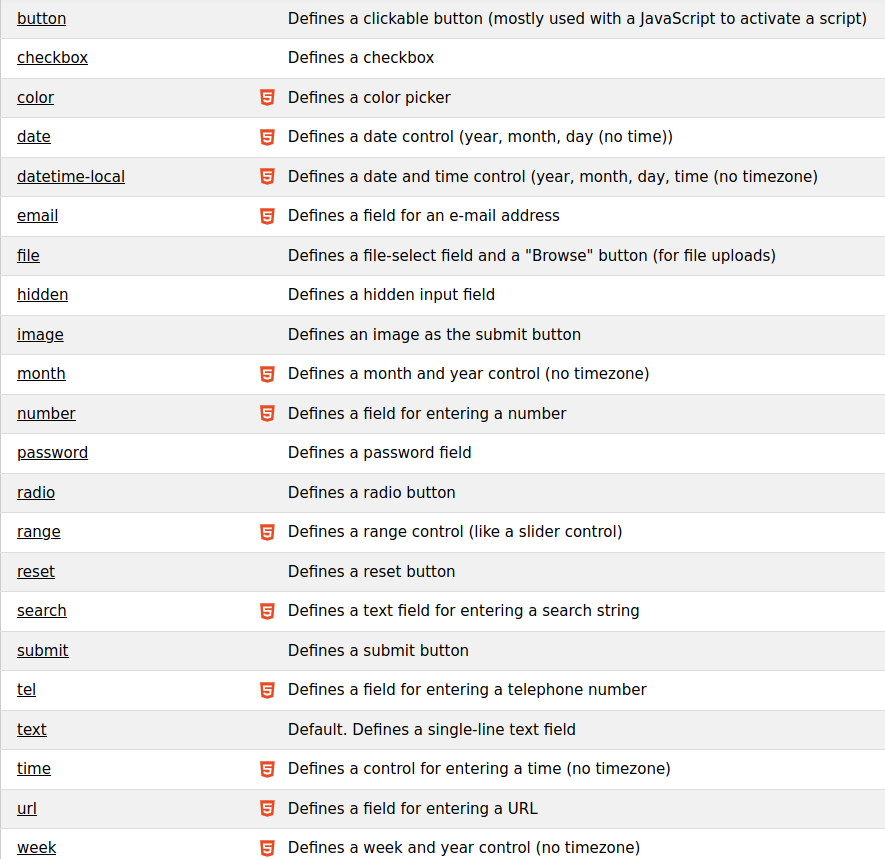 button Defines a clickable button (mostly used with a JavaScript to activate a script)
checkbox Defines a checkbox
color 5 Defines a color picker
date 5 Defines a date control (year, month, day (no time))
datetime-local 5 Defines a date and time control (year, month, day, time (no timezone)
email 5 Defines a field for an e-mail address
file Defines a file-select field and a "Browse" button (for file uploads)
hidden Defines a hidden input field
image Defines an image as the submit button
month 5 Defines a month and year control (no timezone)
number 5 Defines a field for entering a number
password Defines a password field
radio Defines a radio button
range 5 Defines a range control (like a slider control)
reset Defines a reset button
search 5 Defines a text field for entering a search string
submit Defines a submit button
tel 5 Defines a field for entering a telephone number
text Default. Defines a single-line text field
time 5 Defines a control for entering a time (no timezone)
url 5 Defines a field for entering a URL
week 5 Defines a week and year control (no timezone)